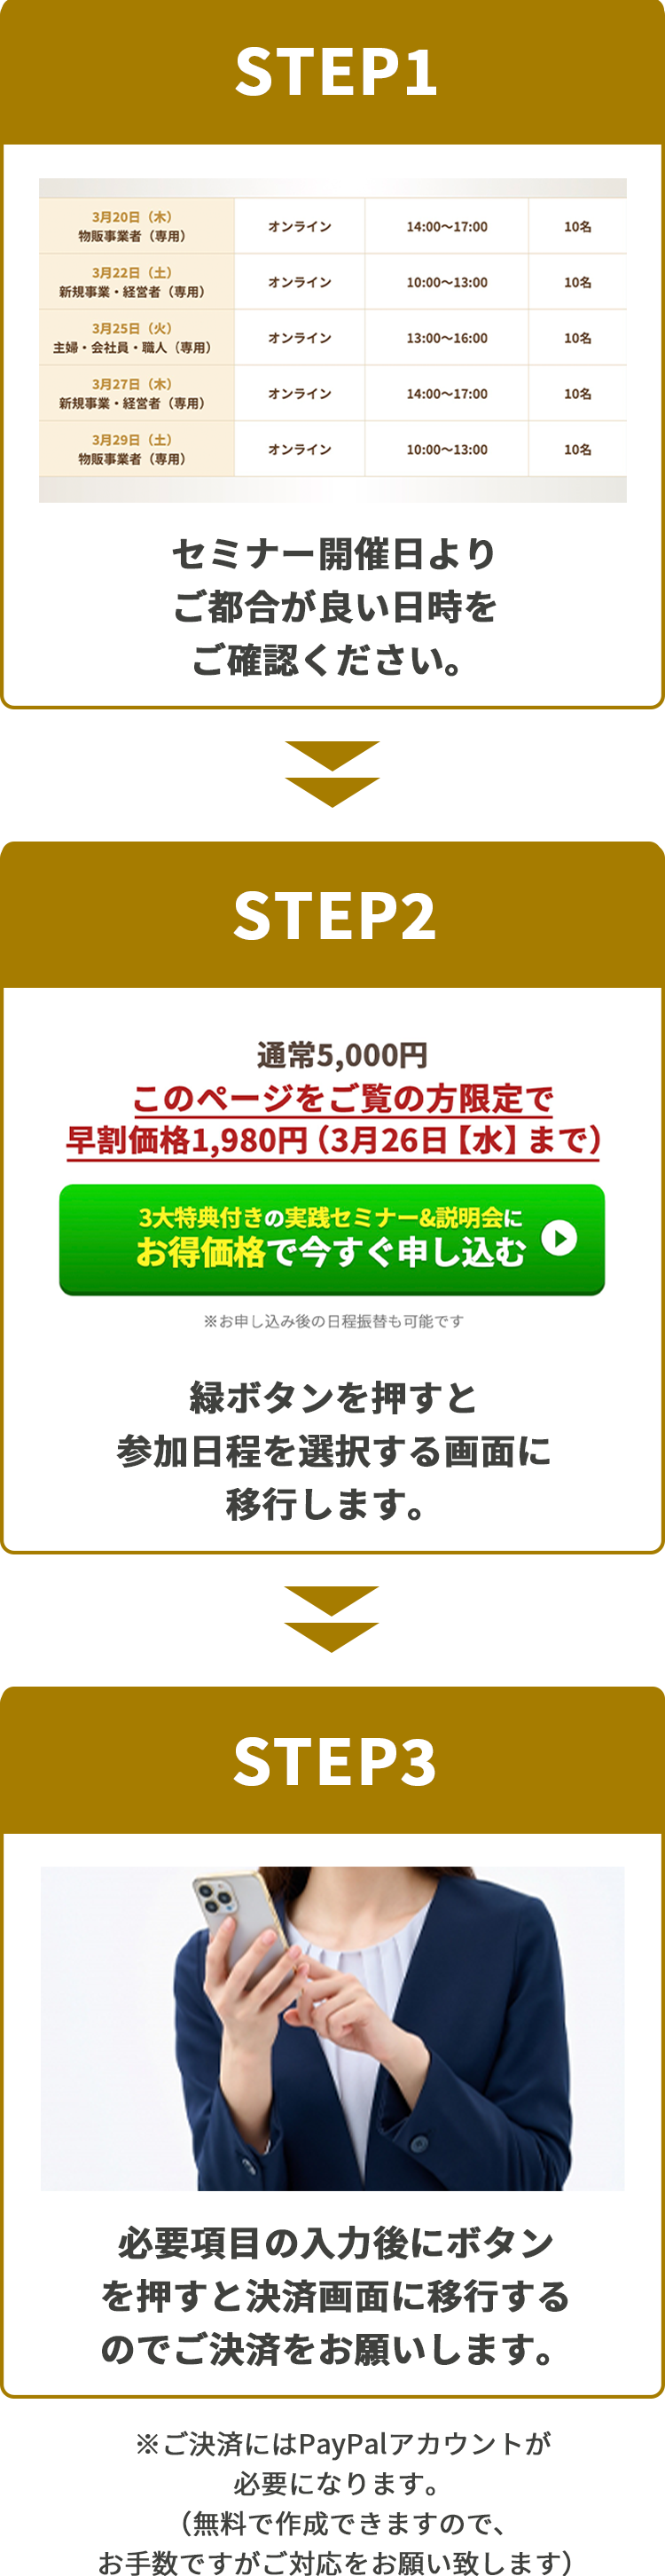 STEP1
3月20日（木）
物販事業者（専用）
オンライン
14:00〜17:00
10名
3月22日（土）
新規事業・経営者（専用）
オンライン
10:00〜13:00
10名
3月25日（火）
主婦・会社員・職人（専用）
オンライン
13:00〜16:00
10名
3月27日（木）
新規事業・経営者（専用）
オンライン
14:00〜17:00
10名
3月29日（土）
物販事業者（専用）
オンライン
10:00〜13:00
10名
セミナー開催日より
ご都合が良い日時を
ご確認ください。
STEP2
通常5,000円
このページをご覧の方限定で
早割価格1,980円（3月26日【水】まで）
3大特典付きの実践セミナー&説明会に
お得価格で今すぐ申し込む
※お申し込み後の日程振替も可能です
緑ボタンを押すと
参加日程を選択する画面に
移行します。
STEP3
必要項目の入力後にボタン
を押すと決済画面に移行する
のでご決済をお願いします。
※ご決済にはPayPalアカウントが
必要になります。
（無料で作成できますので、
お手数ですがご対応をお願い致します）